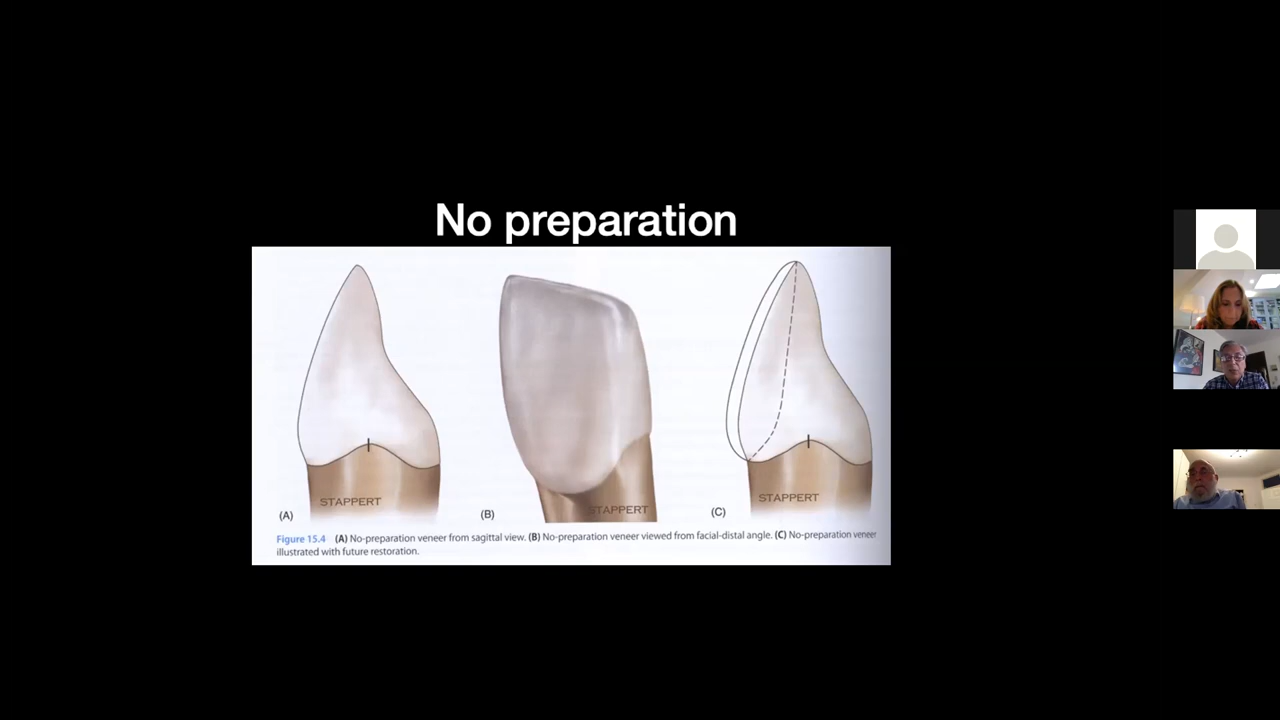 No preparation
STAPPERT
STAPPERT
STAPPERT
(A)
(B)
(C)
Figure 15.4 (A) No-preparation veneer from sagittal view. (B) No-preparation veneer viewed from facial-distal angle. (C) No-preparation veneer
illustrated with future restoration.